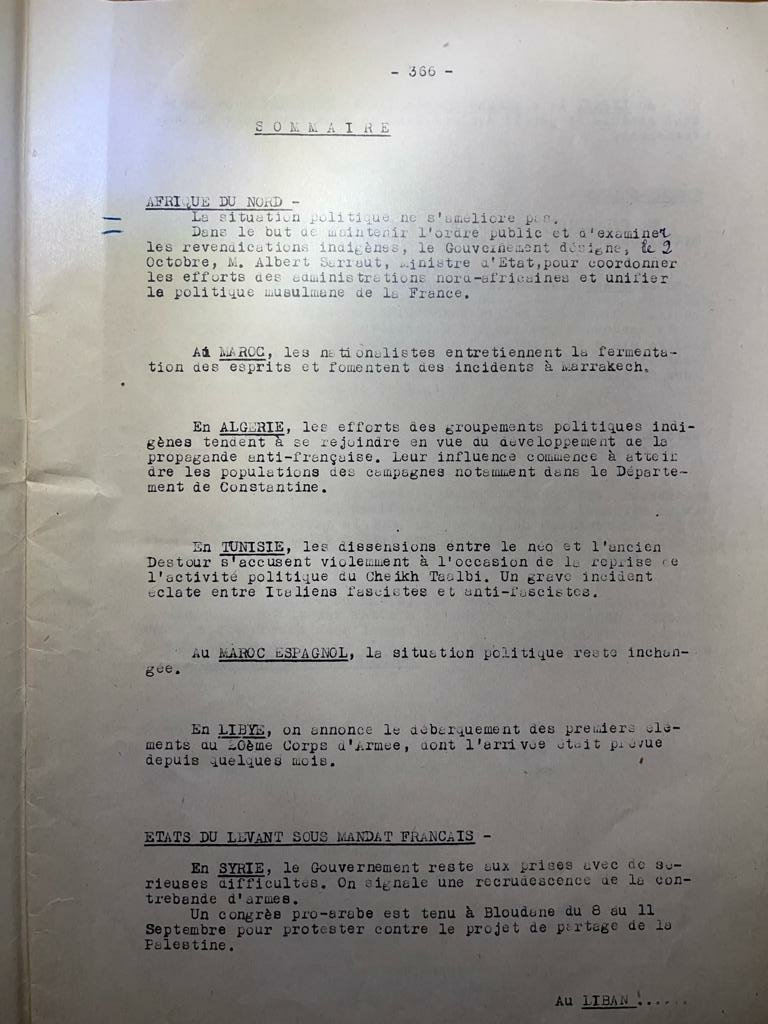 - 366 -
S O M M A I R E
AFRIQUE DU NORD -
La situation politique ne s'améliore pas.
Dans le but de maintenir l'ordre public et d'examiner
les revendications indigènes, le Gouvernement désigne, le 2
Octobre, M. Albert Sarraut, Ministre d'Etat, pour coordonner
les efforts des administrations nord-africaines et unifier
la politique musulmane de la France.
Au MAROC, les nationalistes entretiennent la fermenta-
tion des esprits et fomentent des incidents à Marrakech.
En ALGERIE, les efforts des groupements politiques indi-
gènes tendent à se rejoindre en vue du développement de la
propagande anti-française. Leur influence commence à attein
dre les populations des campagnes notamment dans le Départe-
ment de Constantine.
En TUNISIE, les dissensions entre le néo et l'ancien
Destour s'accusent violemment à l'occasion de la reprise de
l'activité politique du Cheikh Taalbi. Un grave incident
éclate entre Italiens fascistes et anti-fascistes.
Au MAROC ESPAGNOL, la situation politique reste inchan-
gée.
En LIBYE, on annonce le débarquement des premiers élé-
ments du 20ème Corps d'Armée, dont l'arrivée était prévue
depuis quelques mois.
ETATS DU LEVANT SOUS MANDAT FRANCAIS -
En SYRIE, le Gouvernement reste aux prises avec de sé-
rieuses difficultés. On signale une recrudescence de la con-
trebande d'armes.
Un congrès pro-arabe est tenu à Bloudane du 8 au 11
Septembre pour protester contre le projet de partage de la
Palestine.
Au LIBAN !.....